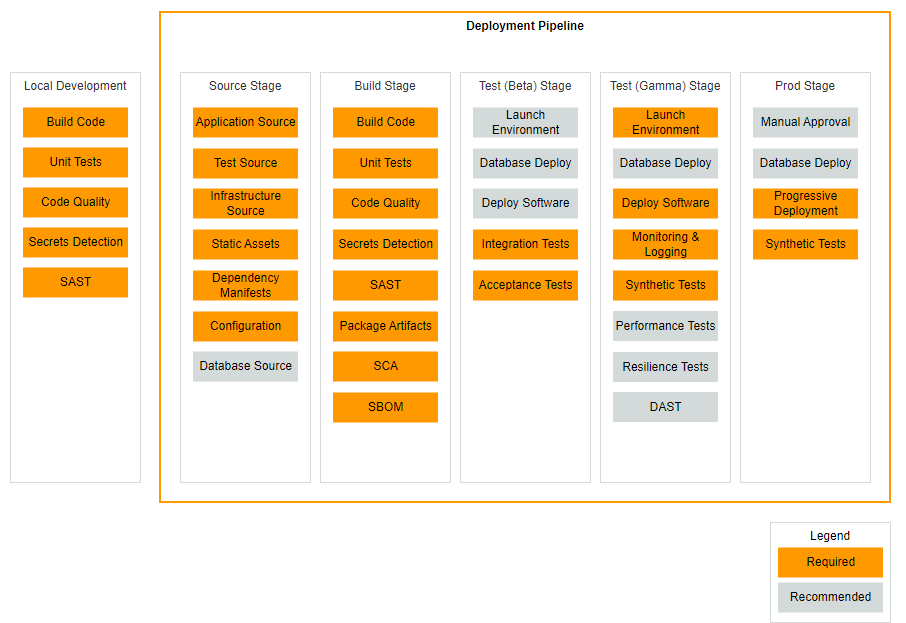 Deployment Pipeline
Local Development
Build Code
Unit Tests
Code Quality
Secrets Detection
SAST
Source Stage
Application Source
Test Source
Infrastructure
Source
Static Assets
Dependency
Manifests
Configuration
Database Source
Build Stage
Build Code
Unit Tests
Code Quality
Secrets Detection
SAST
Package Artifacts
SCA
SBOM
Test (Beta) Stage
Launch
Environment
Database Deploy
Deploy Software
Integration Tests
Acceptance Tests
Test (Gamma) Stage
Launch
Environment
Database Deploy
Deploy Software
Monitoring &
Logging
Synthetic Tests
Performance Tests
Resilience Tests
DAST
Prod Stage
Manual Approval
Database Deploy
Progressive
Deployment
Synthetic Tests
Legend
Required
Recommended